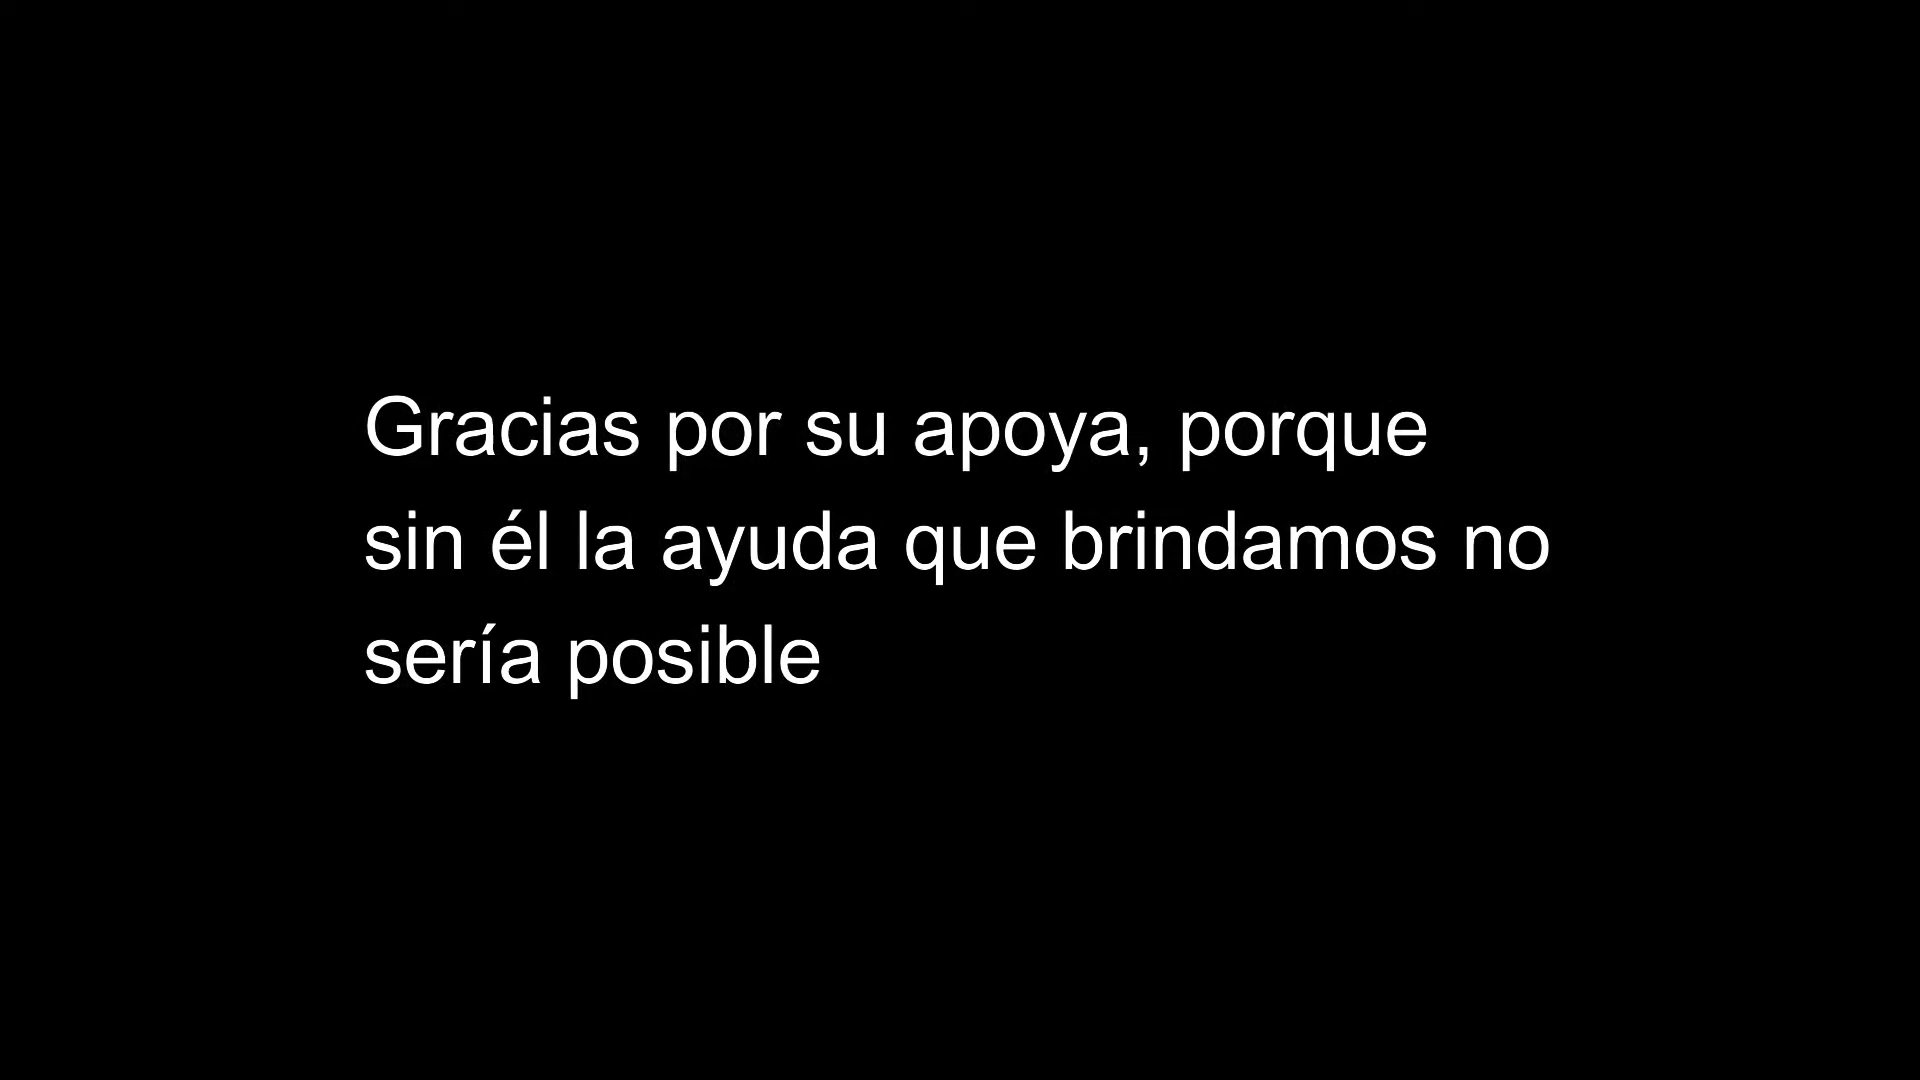 Gracias por su apoya, porque
sin él la ayuda que brindamos no
sería posible